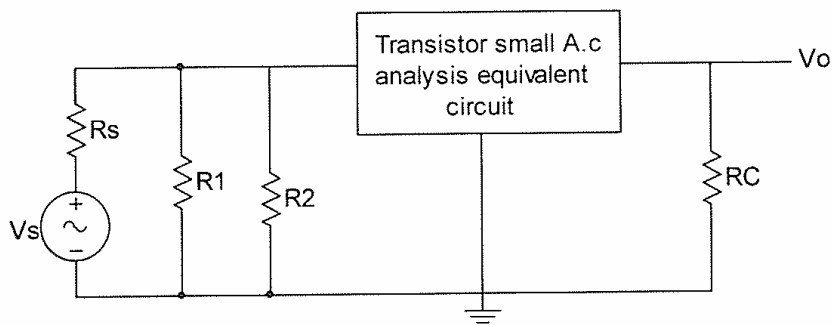 Transistor small A.c
analysis equivalent
circuit
Vo
Rs
R1
R2
RC
+
Vs
−